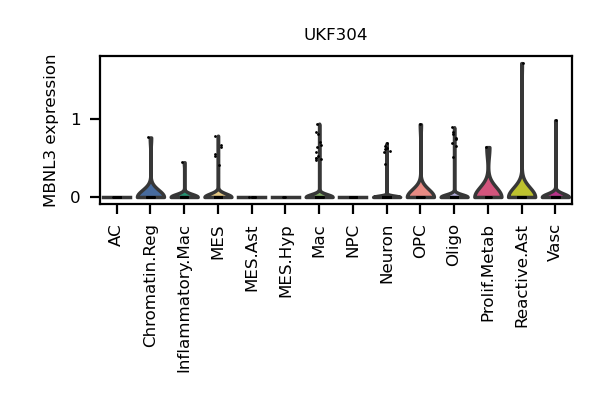 UKF304
MBNL3 expression
1
0
AC
Chromatin.Reg
Inflammatory.Mac
MES
MES.Ast
MES.Hyp
Mac
NPC
Neuron
OPC
Oligo
Prolif.Metab
Reactive.Ast
Vasc